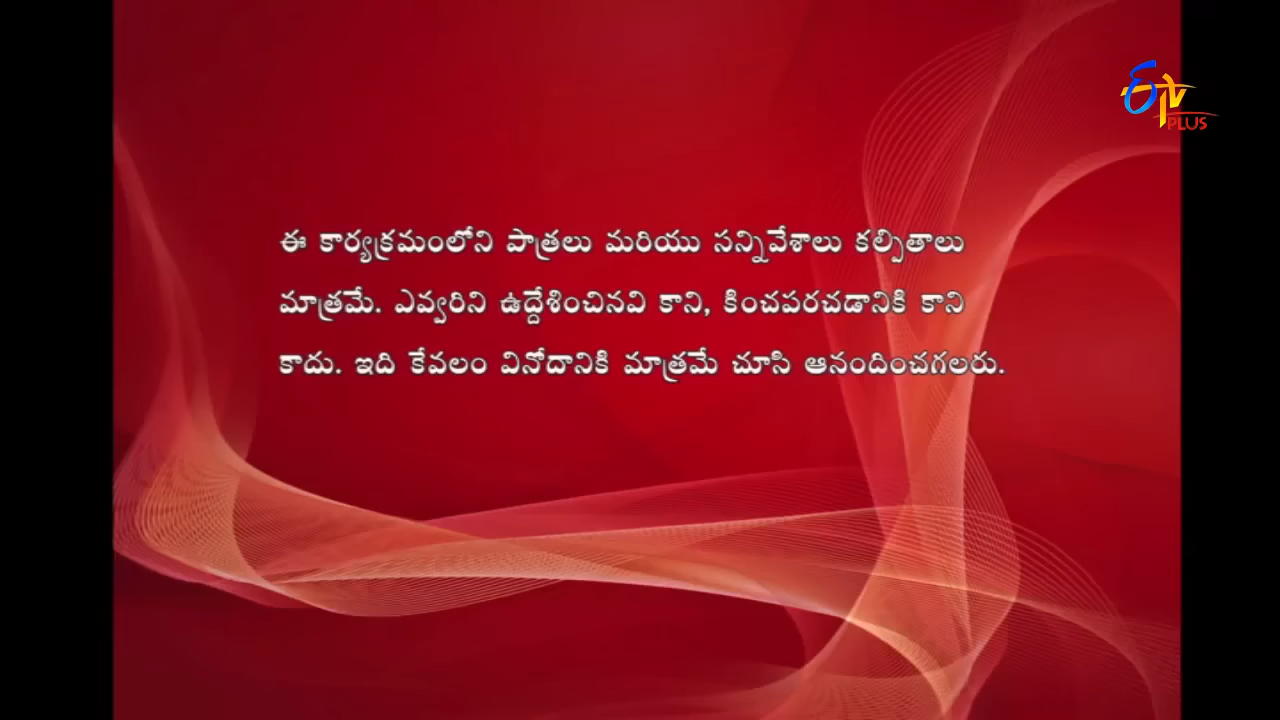 ETV
PLUS
ఈ కార్యక్రమంలోని పాత్రలు మరియు సన్నివేశాలు కల్పితాలు
మాత్రమే. ఎవ్వరిని ఉద్దేశించినవి కాని, కించపరచడానికి కాని
కాదు. ఇది కేవలం వినోదానికి మాత్రమే చూసి ఆనందించగలరు.